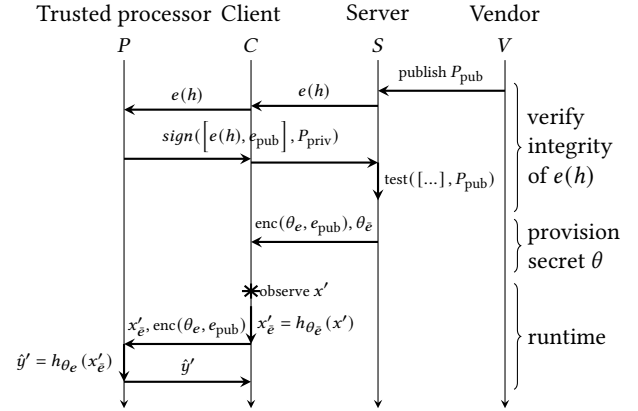 Trusted processor Client Server Vendor
P C S V
publish P_pub
e(h) e(h)
sign([e(h), e_pub], P_priv)
test([...], P_pub)
verify
integrity
of e(h)
enc(θ_e, e_pub), θ_ē
provision
secret θ
observe x′
x′_ē, enc(θ_e, e_pub) x′_ē = h_θ_ē(x′)
runtime
ŷ′ = h_θ_e(x′_ē) ŷ′